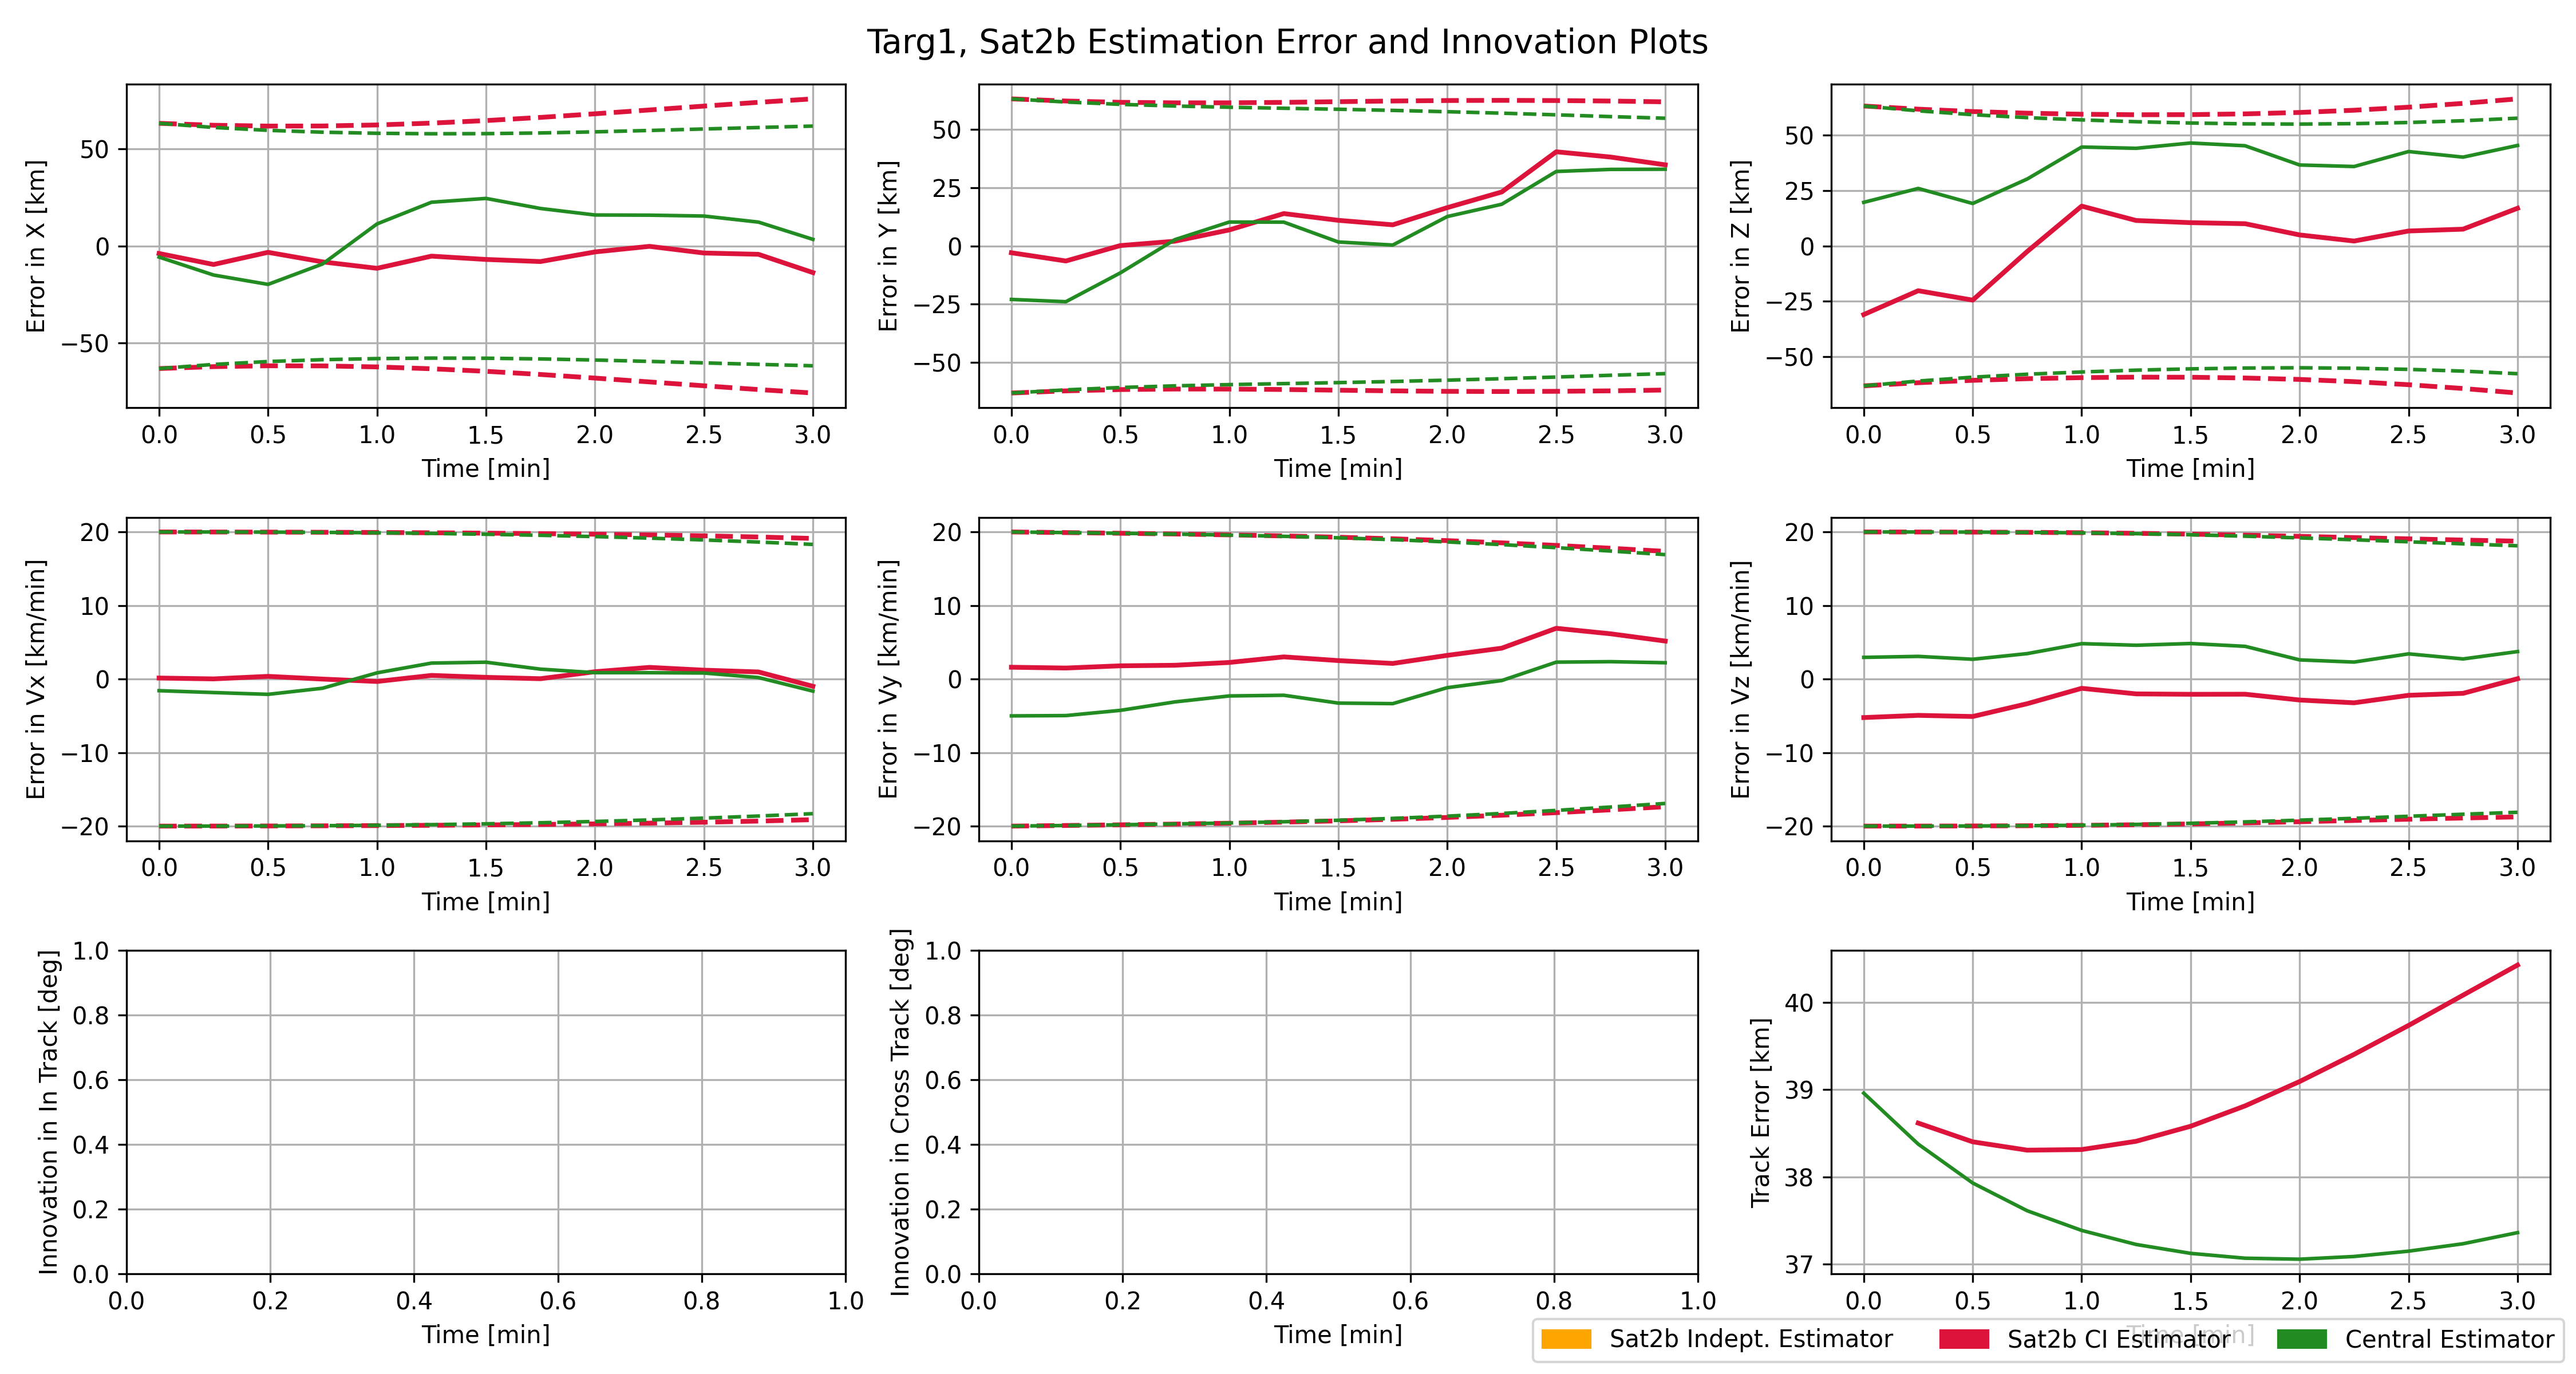 Targ1, Sat2b Estimation Error and Innovation Plots
Error in X [km]
50
0
−50
0.0 0.5 1.0 1.5 2.0 2.5 3.0
Time [min]
Error in Y [km]
50
25
0
−25
−50
0.0 0.5 1.0 1.5 2.0 2.5 3.0
Time [min]
Error in Z [km]
50
25
0
−25
−50
0.0 0.5 1.0 1.5 2.0 2.5 3.0
Time [min]
Error in Vx [km/min]
20
10
0
−10
−20
0.0 0.5 1.0 1.5 2.0 2.5 3.0
Time [min]
Error in Vy [km/min]
20
10
0
−10
−20
0.0 0.5 1.0 1.5 2.0 2.5 3.0
Time [min]
Error in Vz [km/min]
20
10
0
−10
−20
0.0 0.5 1.0 1.5 2.0 2.5 3.0
Time [min]
Innovation in In Track [deg]
1.0
0.8
0.6
0.4
0.2
0.0
0.0 0.2 0.4 0.6 0.8 1.0
Time [min]
Innovation in Cross Track [deg]
1.0
0.8
0.6
0.4
0.2
0.0
0.0 0.2 0.4 0.6 0.8 1.0
Time [min]
Track Error [km]
40
39
38
37
0.0 0.5 1.0 1.5 2.0 2.5 3.0
Time [min]
Sat2b Indept. Estimator Sat2b CI Estimator Central Estimator